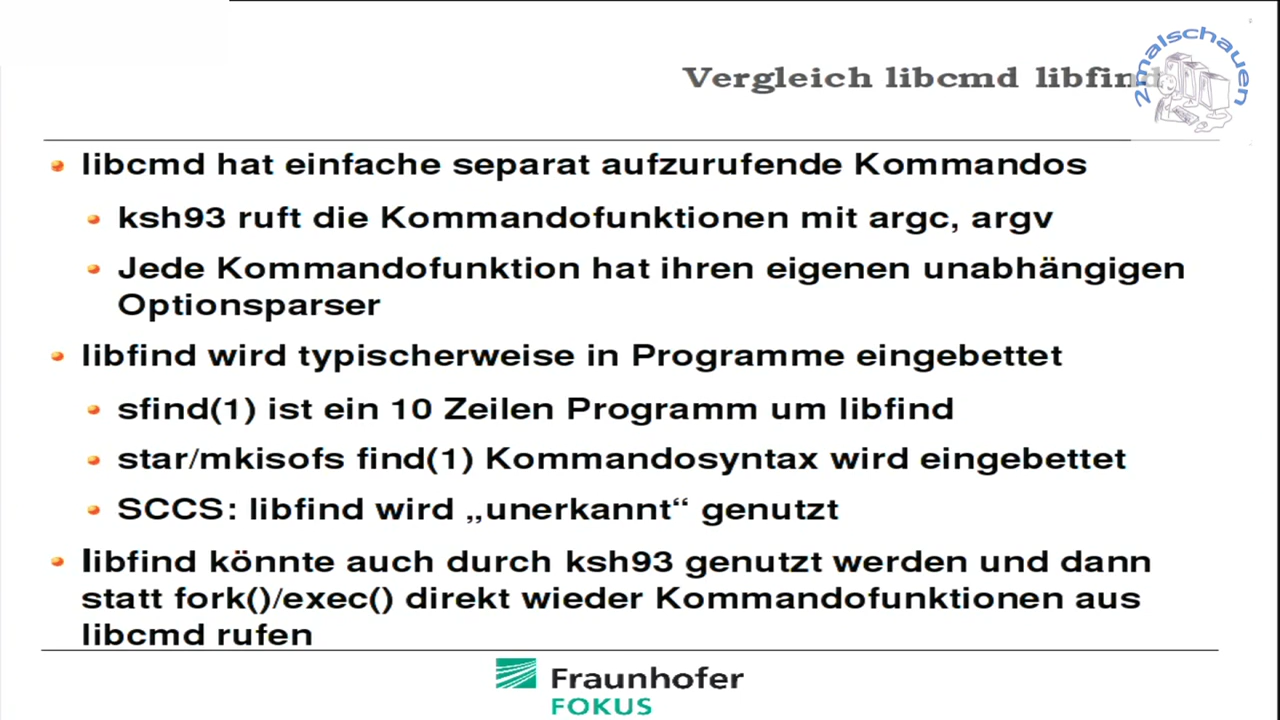 Vergleich libcmd libfind
2malschauen
libcmd hat einfache separat aufzurufende Kommandos
ksh93 ruft die Kommandofunktionen mit argc, argv
Jede Kommandofunktion hat ihren eigenen unabhängigen
Optionsparser
libfind wird typischerweise in Programme eingebettet
sfind(1) ist ein 10 Zeilen Programm um libfind
star/mkisofs find(1) Kommandosyntax wird eingebettet
SCCS: libfind wird „unerkannt“ genutzt
libfind könnte auch durch ksh93 genutzt werden und dann
statt fork()/exec() direkt wieder Kommandofunktionen aus
libcmd rufen
Fraunhofer
FOKUS